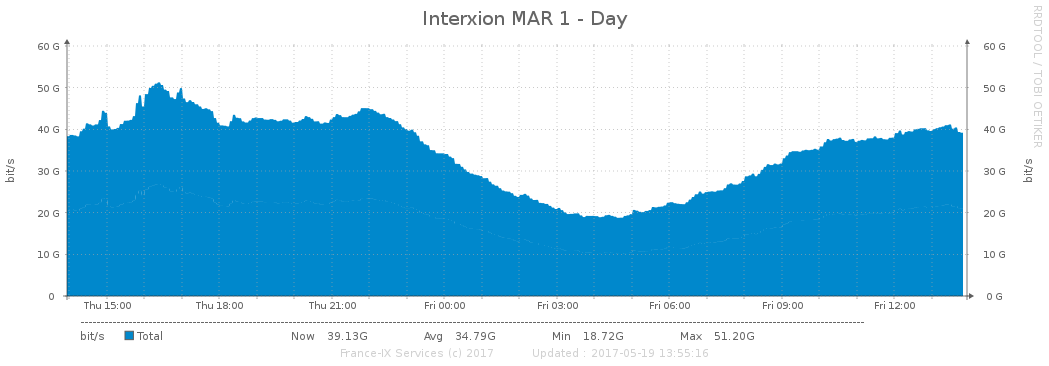 Interxion MAR 1 - Day
RRDTOOL / TOBI OETIKER
60 G 60 G
50 G 50 G
40 G 40 G
30 G 30 G
20 G 20 G
10 G 10 G
0 0 G
bit/s bit/s
Thu 15:00 Thu 18:00 Thu 21:00 Fri 00:00 Fri 03:00 Fri 06:00 Fri 09:00 Fri 12:00
bit/s Total Now 39.13G Avg 34.79G Min 18.72G Max 51.20G
France-IX Services (c) 2017 Updated : 2017-05-19 13:55:16